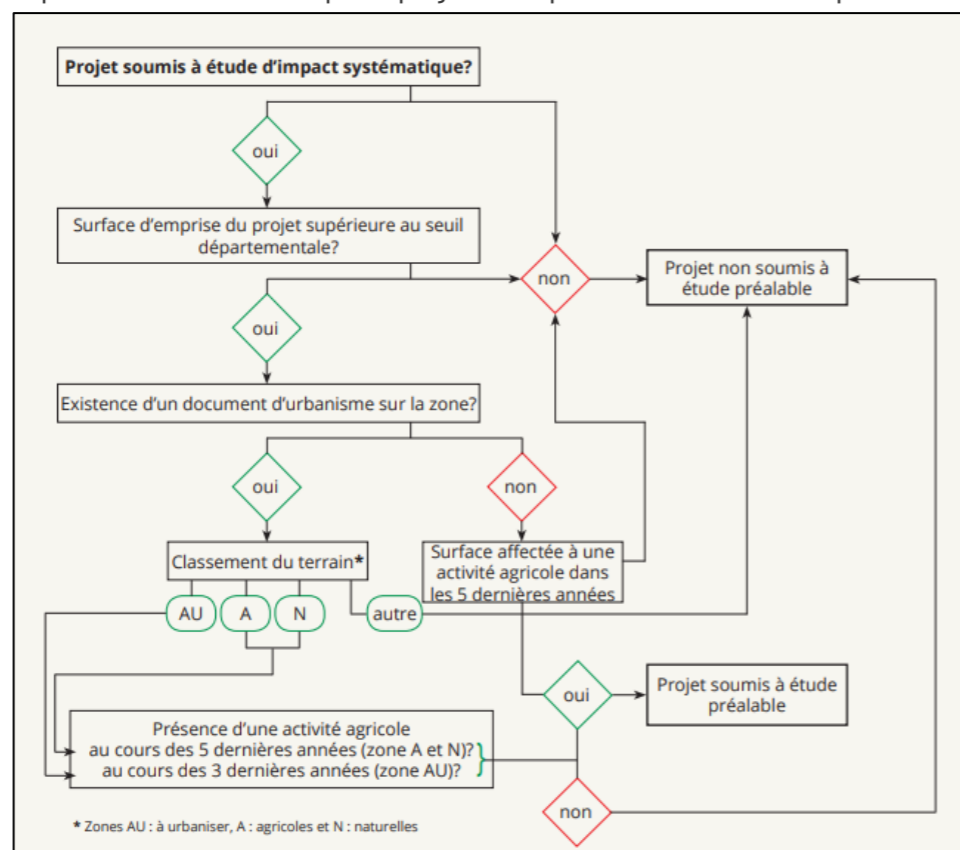 Projet soumis à étude d'impact systématique?
oui
Surface d'emprise du projet supérieure au seuil
départementale?
non
Projet non soumis à
étude préalable
oui
Existence d'un document d'urbanisme sur la zone?
oui
non
Classement du terrain*
Surface affectée à une
activité agricole dans
les 5 dernières années
AU
A
N
autre
oui
Projet soumis à étude
préalable
Présence d'une activité agricole
au cours des 5 dernières années (zone A et N)?
au cours des 3 dernières années (zone AU)?
non
* Zones AU : à urbaniser, A : agricoles et N : naturelles